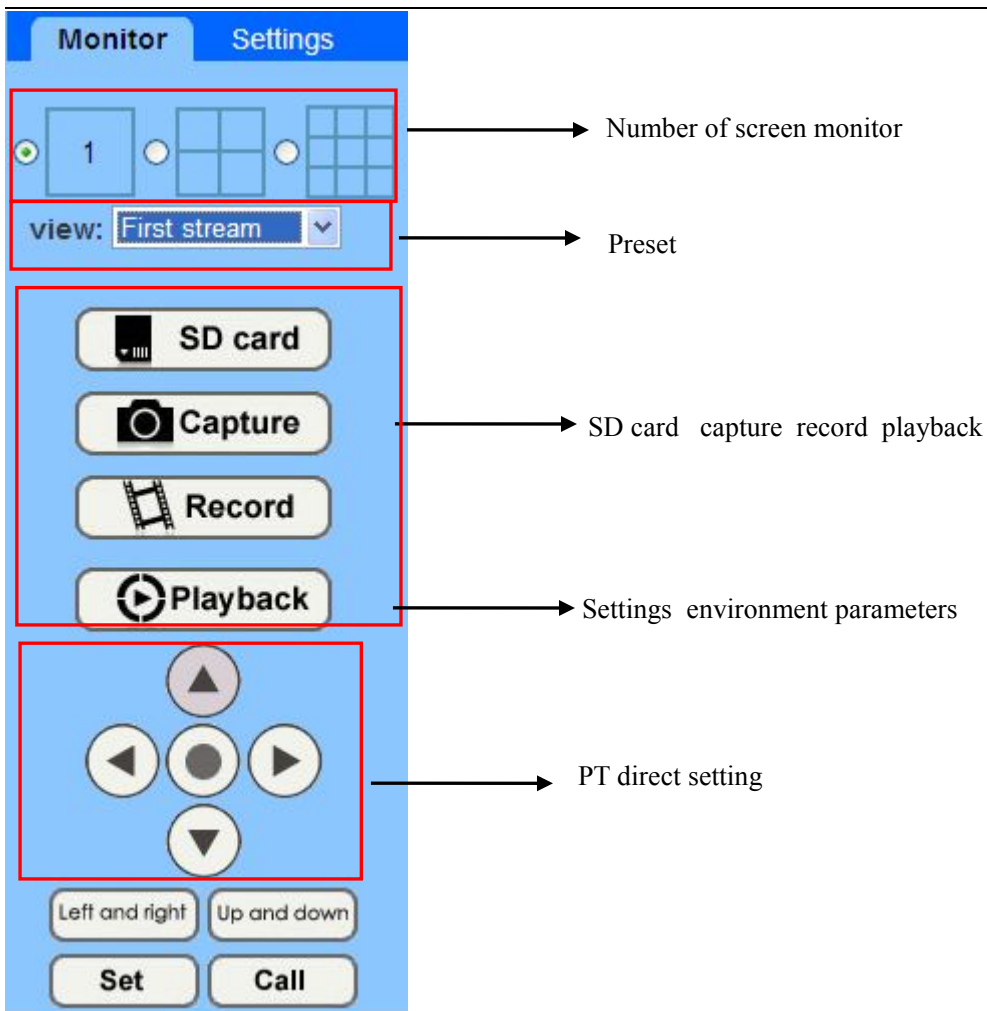 Monitor Settings
Number of screen monitor
1
view: First stream
Preset
SD card
Capture
SD card capture record playback
Record
Playback
Settings environment parameters
PT direct setting
Left and right Up and down
Set Call